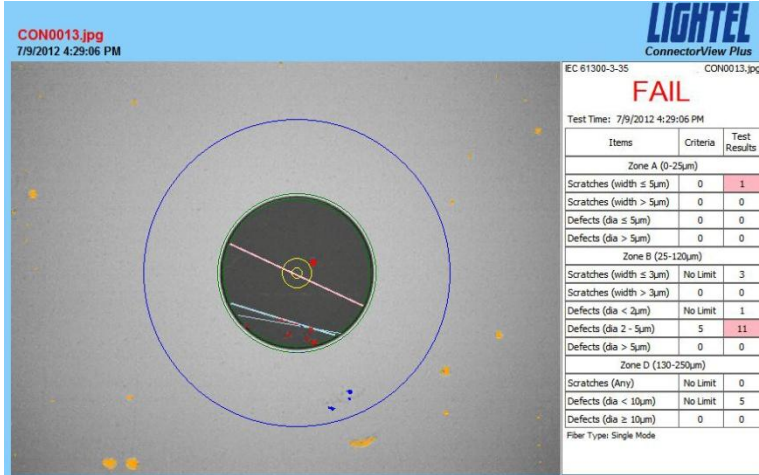 CON0013.jpg
7/9/2012 4:29:06 PM
LIGHTEL
ConnectorView Plus
IEC 61300-3-35 CON0013.jpg
FAIL
Test Time: 7/9/2012 4:29:06 PM
Items Criteria Test Results
Zone A (0-25µm)
Scratches (width ≤ 5µm) 0 1
Scratches (width > 5µm) 0 0
Defects (dia ≤ 5µm) 0 0
Defects (dia > 5µm) 0 0
Zone B (25-120µm)
Scratches (width ≤ 3µm) No Limit 3
Scratches (width > 3µm) 0 0
Defects (dia < 2µm) No Limit 1
Defects (dia 2 - 5µm) 5 11
Defects (dia > 5µm) 0 0
Zone D (130-250µm)
Scratches (Any) No Limit 0
Defects (dia < 10µm) No Limit 5
Defects (dia ≥ 10µm) 0 0
Fiber Type: Single Mode